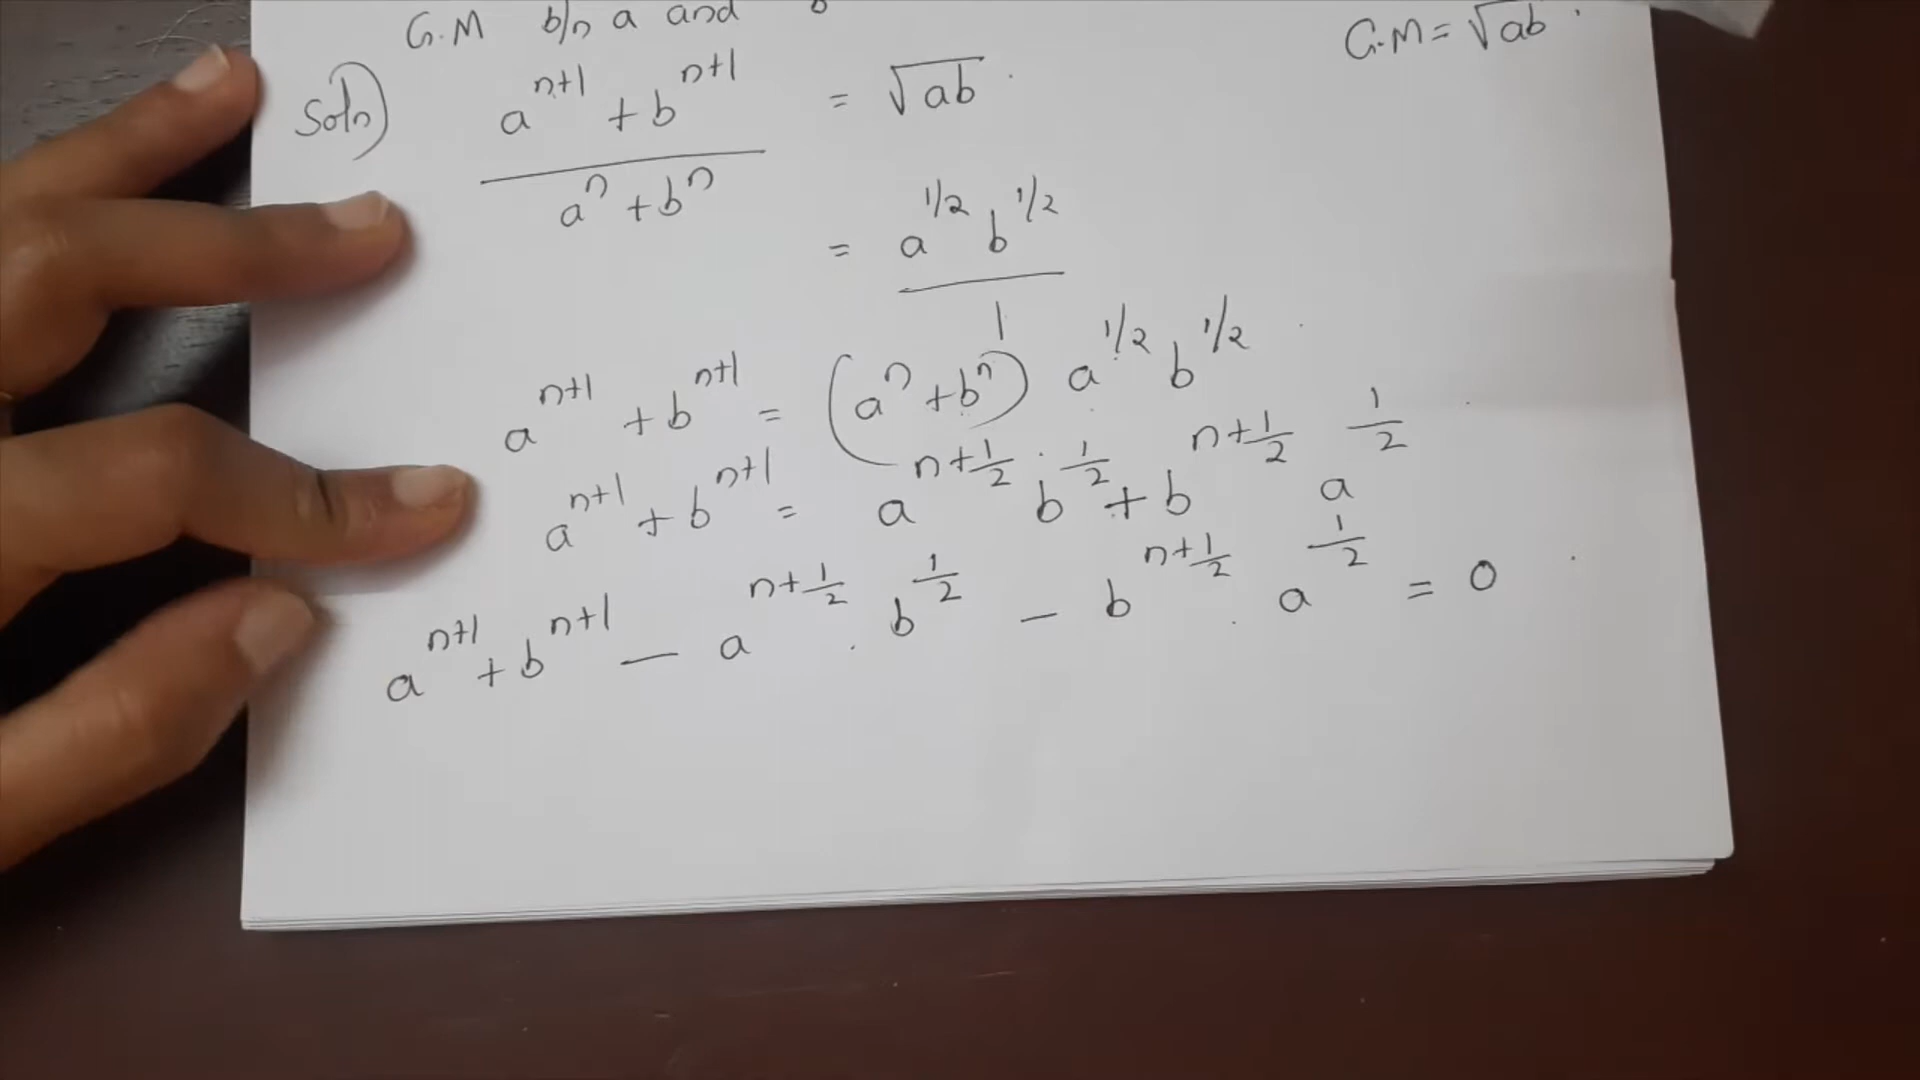 G.M b/n a and b
G.M = √ab
Soln) a^{n+1} + b^{n+1} / a^n + b^n = √ab
= a^{1/2} b^{1/2} / 1
a^{n+1} + b^{n+1} = (a^n + b^n) a^{1/2} b^{1/2}
a^{n+1} + b^{n+1} = a^{n+1/2} b^{1/2} + b^{n+1/2} a^{1/2}
a^{n+1} + b^{n+1} — a^{n+1/2} . b^{1/2} — b^{n+1/2} . a^{1/2} = 0